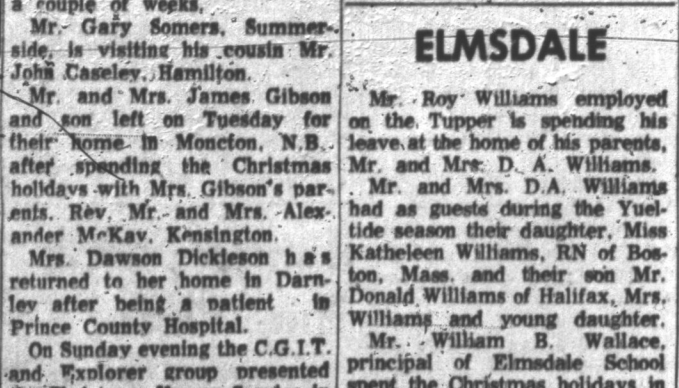 a couple of weeks.
Mr. Gary Somers, Summer-
side, is visiting his cousin Mr.
John Caseley, Hamilton.
Mr. and Mrs. James Gibson
and son left on Tuesday for
their home in Moncton, N.B.
after spending the Christmas
holidays with Mrs. Gibson's par-
ents. Rev. Mr. and Mrs. Alex-
ander McKay, Kensington.
Mrs. Dawson Dickieson has
returned to her home in Darn-
ley after being a patient in
Prince County Hospital.
On Sunday evening the C.G.I.T.
and Explorer group presented
ELMSDALE
Mr. Roy Williams employed
on the Tupper is spending his
leave at the home of his parents,
Mr. and Mrs. D. A. Williams.
Mr. and Mrs. D.A. Williams
had as guests during the Yuel-
tide season their daughter, Miss
Katheleen Williams, RN of Bos-
ton, Mass. and their son Mr.
Donald Williams of Halifax, Mrs.
Williams and young daughter.
Mr. William B. Wallace,
principal of Elmsdale School
spent the Christmas holidays in